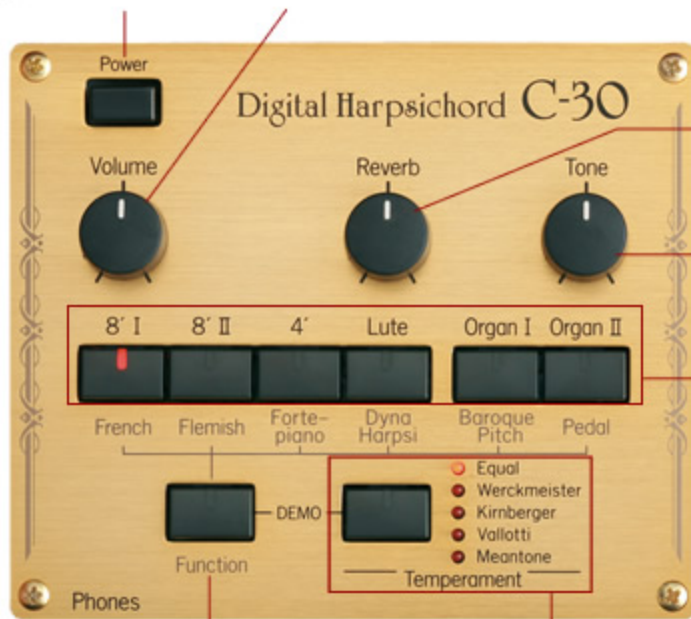 Power
Digital Harpsichord C-30
Volume
Reverb
Tone
8′ I
8′ II
4′
Lute
Organ I
Organ II
French
Flemish
Forte-
piano
Dyna
Harpsi
Baroque
Pitch
Pedal
Equal
Werckmeister
Kirnberger
Vallotti
Meantone
DEMO
Function
Temperament
Phones